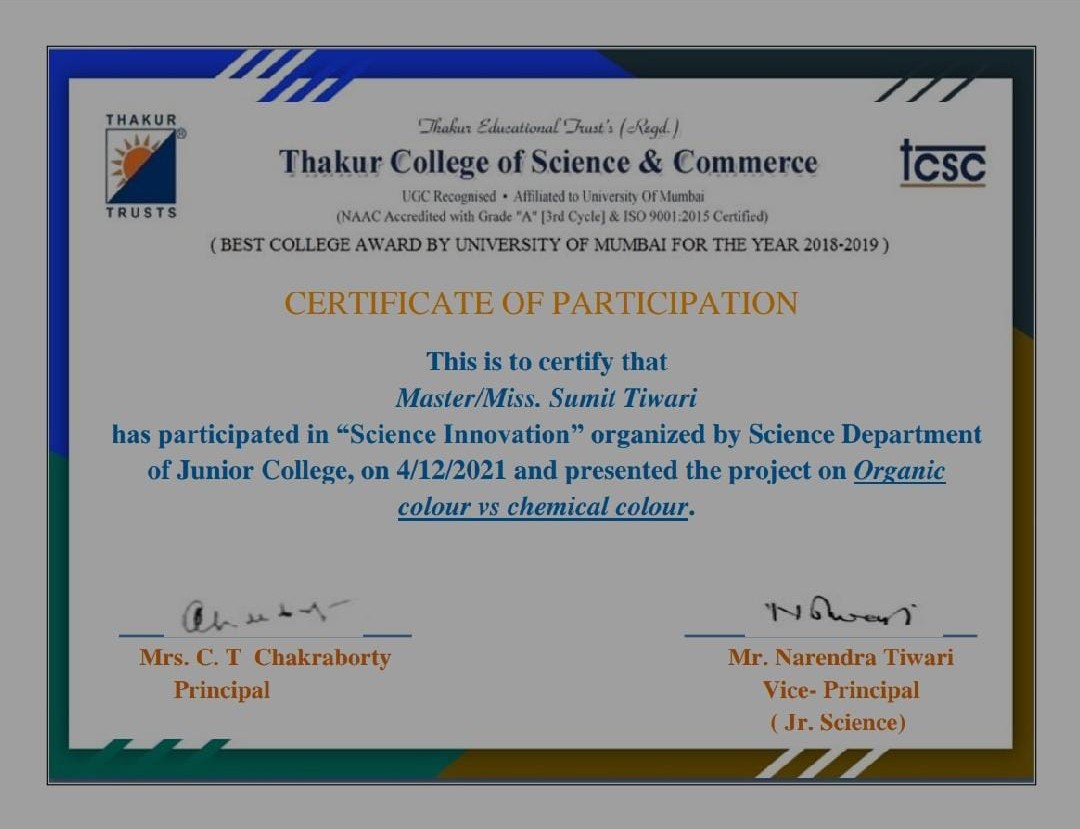 THAKUR
®
TRUSTS
Thakur Educational Trust's (Regd.)
Thakur College of Science & Commerce
UGC Recognised • Affiliated to University Of Mumbai
(NAAC Accredited with Grade "A" [3rd Cycle] & ISO 9001:2015 Certified)
( BEST COLLEGE AWARD BY UNIVERSITY OF MUMBAI FOR THE YEAR 2018-2019 )
tcsc
CERTIFICATE OF PARTICIPATION
This is to certify that
Master/Miss. Sumit Tiwari
has participated in “Science Innovation” organized by Science Department
of Junior College, on 4/12/2021 and presented the project on Organic
colour vs chemical colour.
Mrs. C. T Chakraborty
Principal
Mr. Narendra Tiwari
Vice- Principal
( Jr. Science)